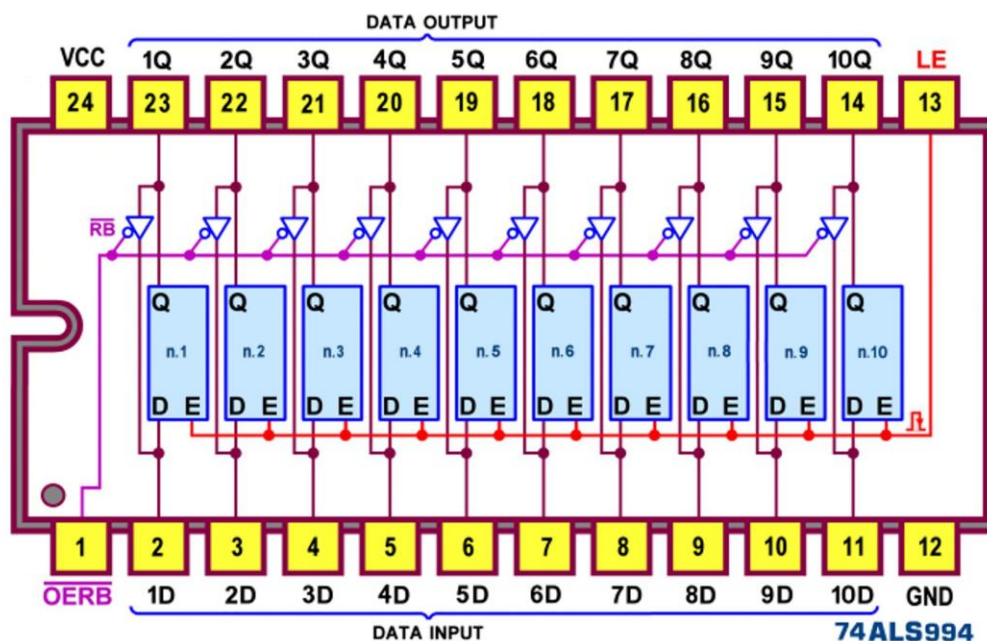 DATA OUTPUT
VCC 1Q 2Q 3Q 4Q 5Q 6Q 7Q 8Q 9Q 10Q LE
24 23 22 21 20 19 18 17 16 15 14 13
RB
Q Q Q Q Q Q Q Q Q Q
n.1 n.2 n.3 n.4 n.5 n.6 n.7 n.8 n.9 n.10
D E D E D E D E D E D E D E D E D E D E
1 2 3 4 5 6 7 8 9 10 11 12
OERB 1D 2D 3D 4D 5D 6D 7D 8D 9D 10D GND
DATA INPUT
74ALS994